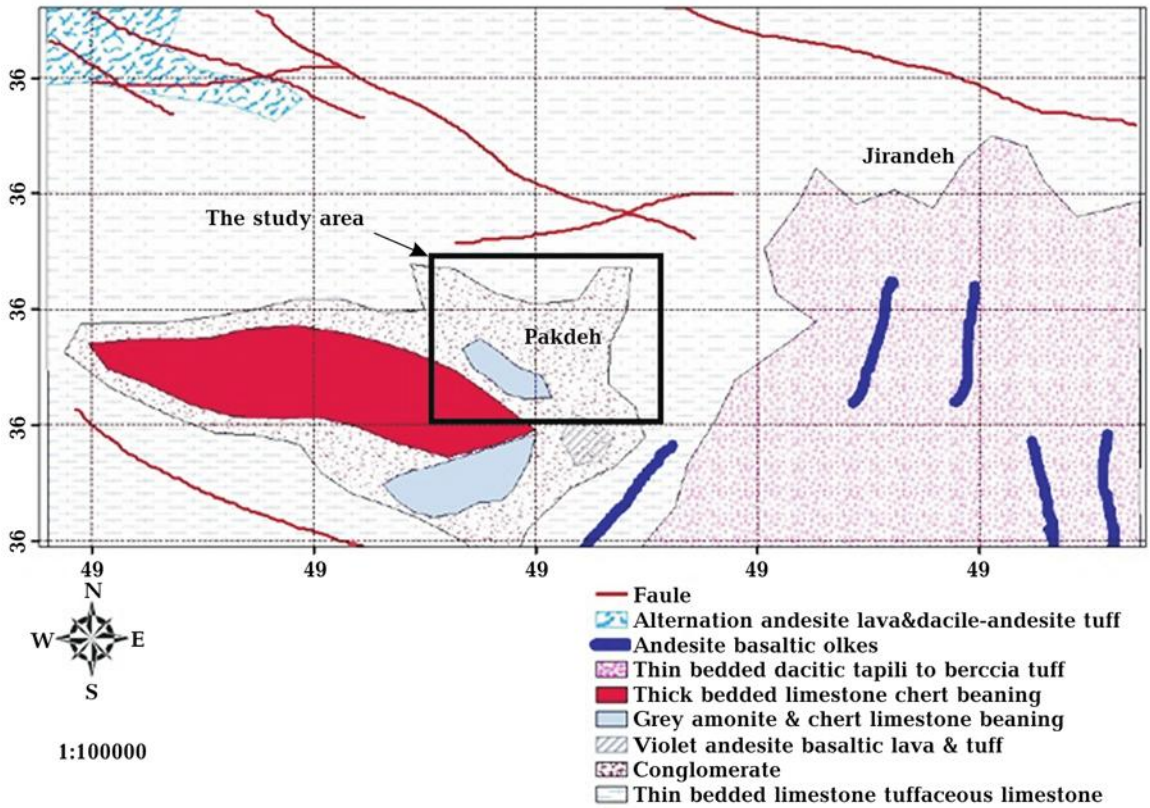 36
Jirandeh
36
The study area
36
Pakdeh
36
36
49
49
49
49
49
N
W
E
S
1:100000
Faule
Alternation andesite lava&dacile-andesite tuff
Andesite basaltic olkes
Thin bedded dacitic tapili to berccia tuff
Thick bedded limestone chert beaning
Grey amonite & chert limestone beaning
Violet andesite basaltic lava & tuff
Conglomerate
Thin bedded limestone tuffaceous limestone